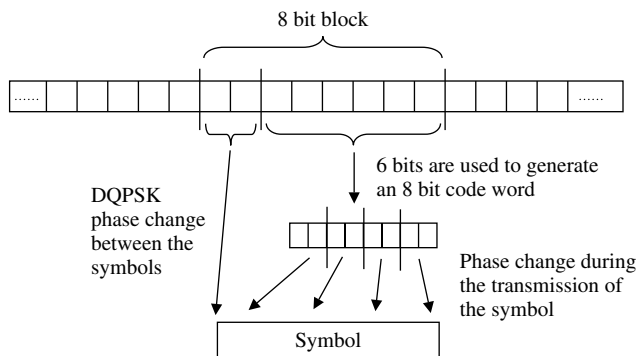 8 bit block
...... ......
6 bits are used to generate
an 8 bit code word
DQPSK
phase change
between the
symbols
Phase change during
the transmission of
the symbol
Symbol